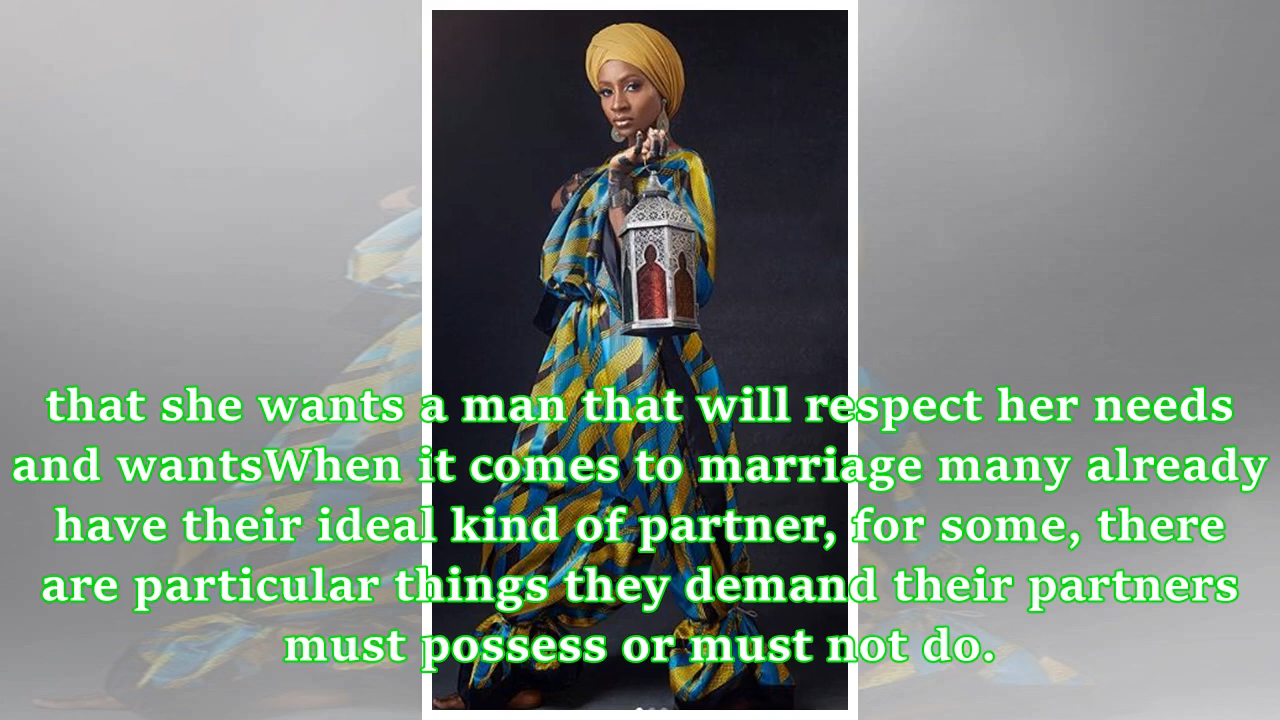 that she wants a man that will respect her needs
and wantsWhen it comes to marriage many already
have their ideal kind of partner, for some, there
are particular things they demand their partners
must possess or must not do.